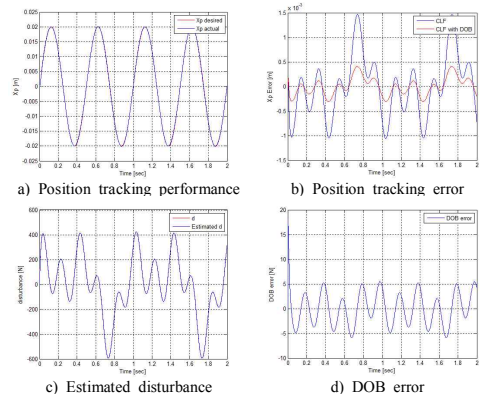 Xp desired
Xp actual
Xp [m]
0.025
0.02
0.015
0.01
0.005
0
-0.005
-0.01
-0.015
-0.02
-0.025
0 0.2 0.4 0.6 0.8 1 1.2 1.4 1.6 1.8 2
Time [sec]
a) Position tracking performance
x 10^-3
CLF
CLF with DOB
Xp Error [m]
1.5
1
0.5
0
-0.5
-1
-1.5
0 0.2 0.4 0.6 0.8 1 1.2 1.4 1.6 1.8 2
Time [sec]
b) Position tracking error
d
Estimated d
disturbance [N]
600
400
200
0
-200
-400
-600
0 0.2 0.4 0.6 0.8 1 1.2 1.4 1.6 1.8 2
Time [sec]
c) Estimated disturbance
DOB error
DOB error [N]
20
15
10
5
0
-5
-10
0 0.2 0.4 0.6 0.8 1 1.2 1.4 1.6 1.8 2
Time [sec]
d) DOB error